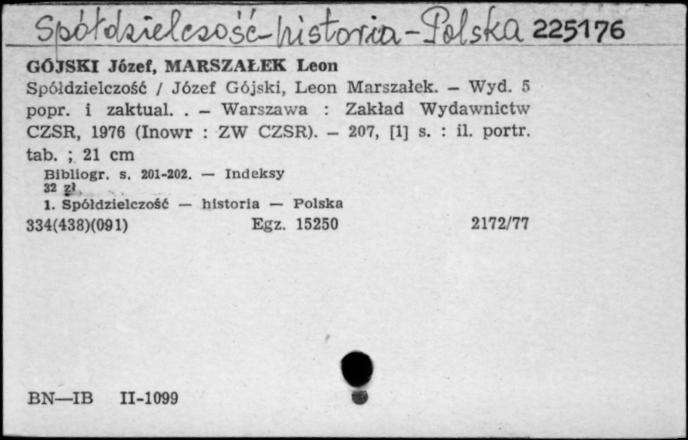 Spółdzielczość-historia-Polska 225176
GÓJSKI Józef, MARSZAŁEK Leon
Spółdzielczość / Józef Gójski, Leon Marszałek. — Wyd. 5
popr. i zaktual. . — Warszawa : Zakład Wydawnictw
CZSR, 1976 (Inowr : ZW CZSR). — 207, [1] s. : il. portr.
tab. ; 21 cm
Bibliogr. s. 201-202. — Indeksy
32 zł.
1. Spółdzielczość — historia — Polska
334(438)(091) Egz. 15250 2172/77
BN—IB II-1099